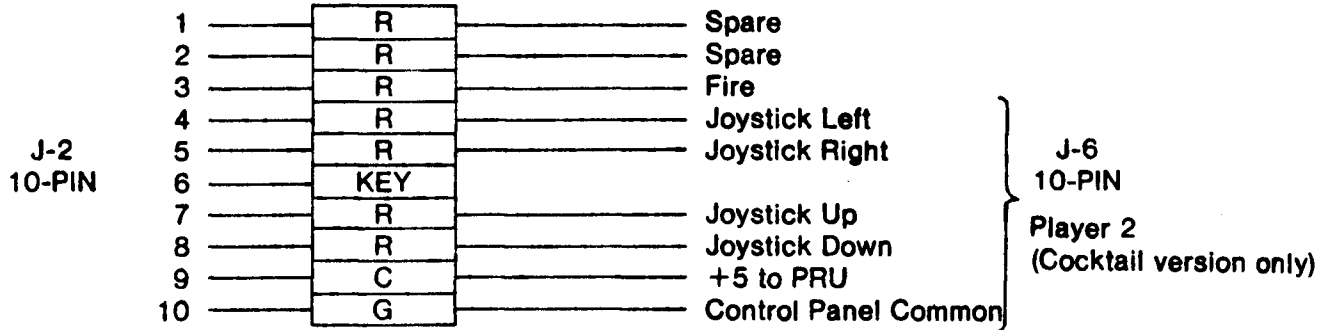 1 R Spare
2 R Spare
3 R Fire
4 R Joystick Left
5 R Joystick Right
6 KEY
7 R Joystick Up
8 R Joystick Down
9 C +5 to PRU
10 G Control Panel Common
J-2
10-PIN
J-6
10-PIN
Player 2
(Cocktail version only)